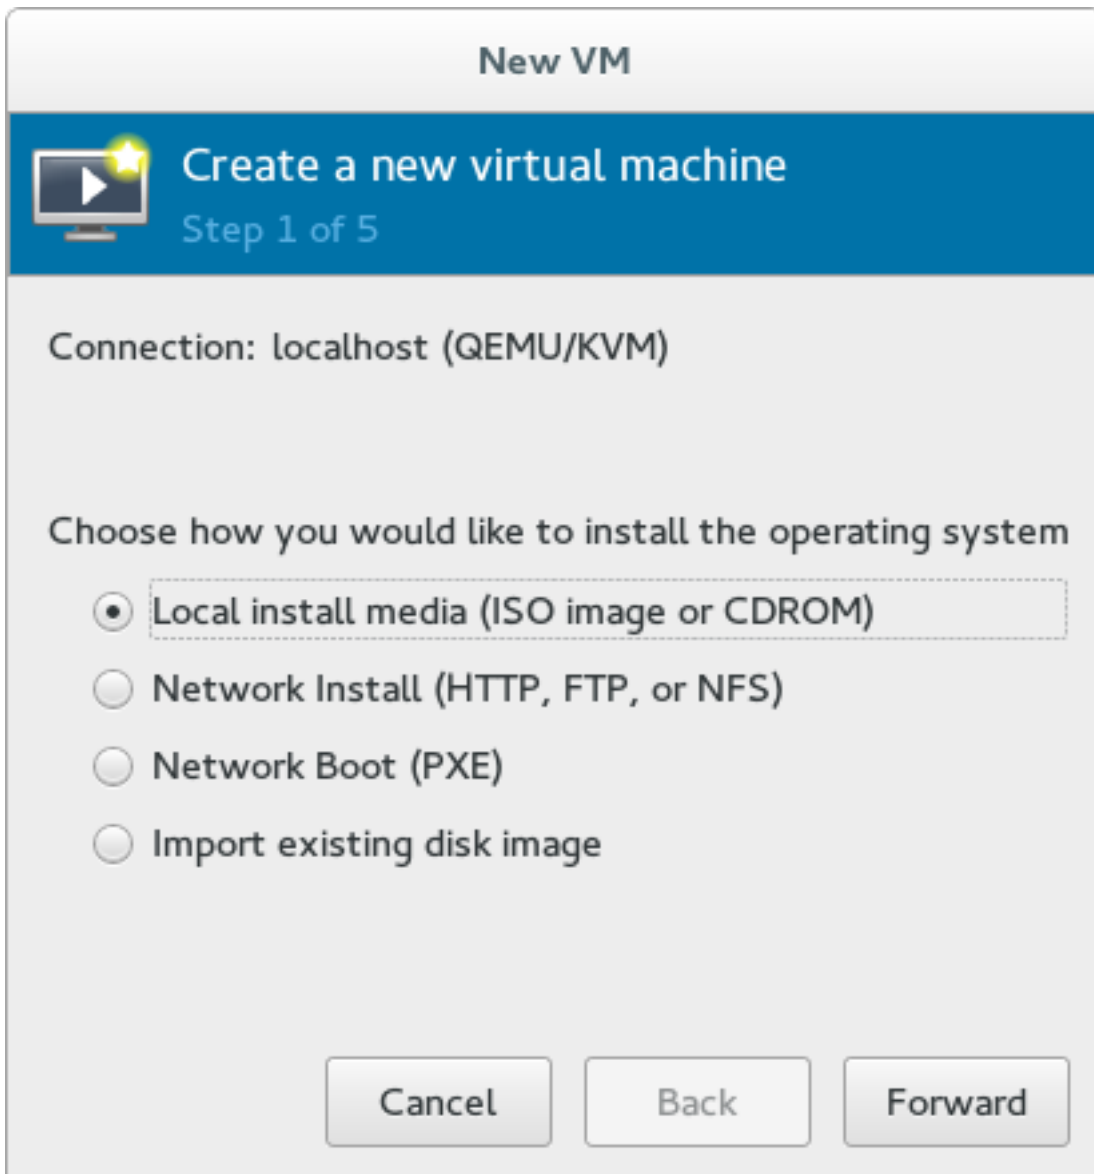 New VM
Create a new virtual machine
Step 1 of 5
Connection: localhost (QEMU/KVM)
Choose how you would like to install the operating system
Local install media (ISO image or CDROM)
Network Install (HTTP, FTP, or NFS)
Network Boot (PXE)
Import existing disk image
Cancel Back Forward